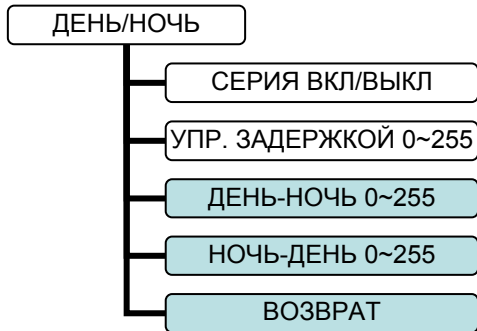 ДЕНЬ/НОЧЬ
СЕРИЯ ВКЛ/ВЫКЛ
УПР. ЗАДЕРЖКОЙ 0~255
ДЕНЬ-НОЧЬ 0~255
НОЧЬ-ДЕНЬ 0~255
ВОЗВРАТ